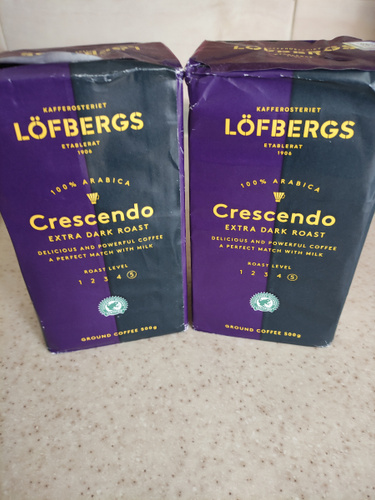 KAFFEROSTERIET
LÖFBERGS
ETABLERAT
1906
100% ARABICA
Crescendo
EXTRA DARK ROAST
DELICIOUS AND POWERFUL COFFEE
A PERFECT MATCH WITH MILK
ROAST LEVEL
1 2 3 4 5
GROUND COFFEE 500g
KAFFEROSTERIET
LÖFBERGS
ETABLERAT
1906
100% ARABICA
Crescendo
EXTRA DARK ROAST
DELICIOUS AND POWERFUL COFFEE
A PERFECT MATCH WITH MILK
ROAST LEVEL
1 2 3 4 5
GROUND COFFEE 500g